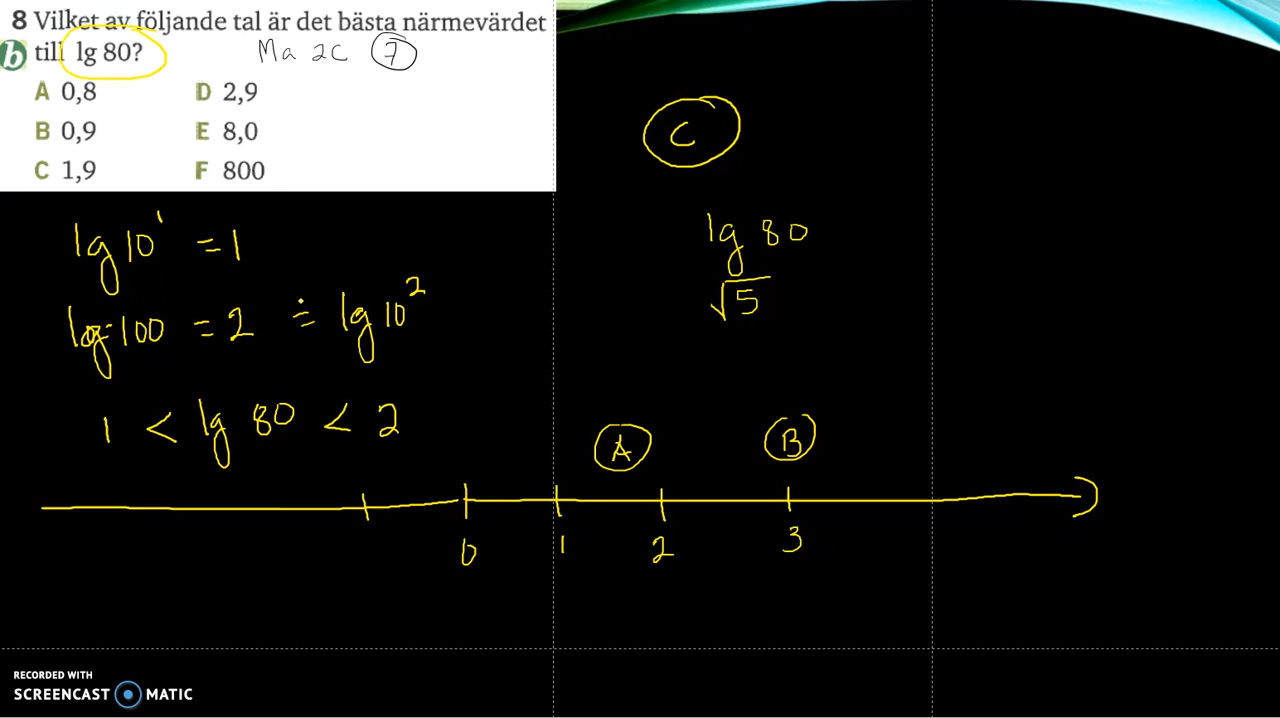 8 Vilket av följande tal är det bästa närmevärdet
b till lg 80? Ma 2c 7
A 0,8 D 2,9
B 0,9 E 8,0
C 1,9 F 800
C
lg 10¹ = 1
lg 80
√5
log 100 = 2 = lg 10²
1 < lg 80 < 2
A B
0 1 2 3
RECORDED WITH
SCREENCAST MATIC